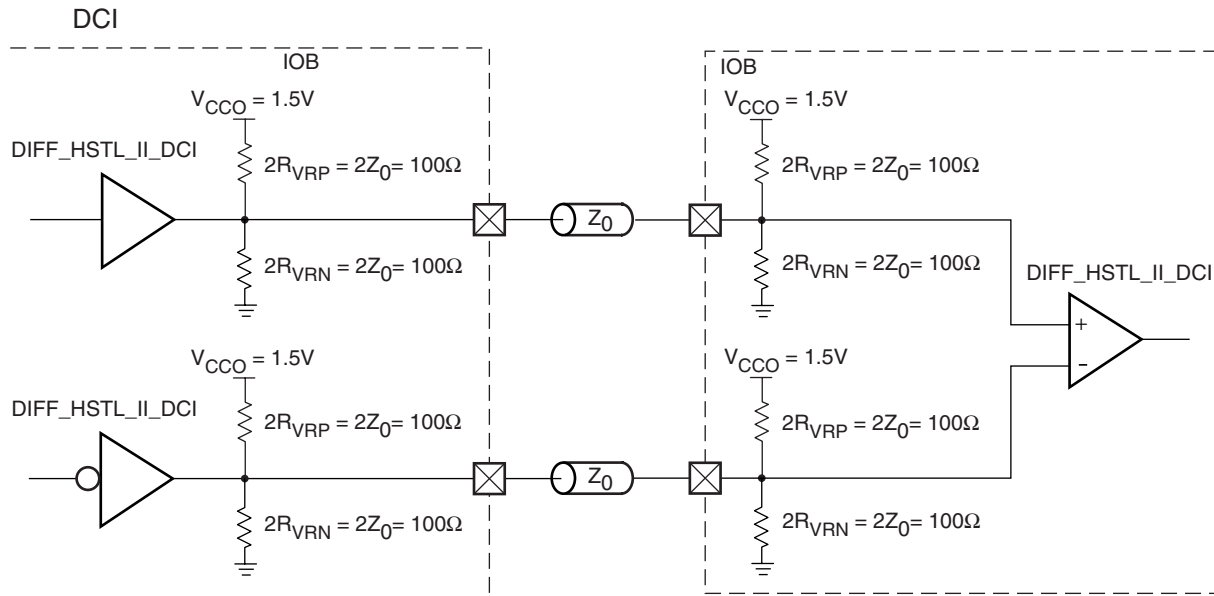 DCI
IOB
V_CCO = 1.5V
DIFF_HSTL_II_DCI
2R_VRP = 2Z_0= 100Ω
2R_VRN = 2Z_0= 100Ω
V_CCO = 1.5V
DIFF_HSTL_II_DCI
2R_VRP = 2Z_0= 100Ω
2R_VRN = 2Z_0= 100Ω
Z_0
Z_0
IOB
V_CCO = 1.5V
2R_VRP = 2Z_0= 100Ω
2R_VRN = 2Z_0= 100Ω
DIFF_HSTL_II_DCI
+
-
V_CCO = 1.5V
2R_VRP = 2Z_0= 100Ω
2R_VRN = 2Z_0= 100Ω